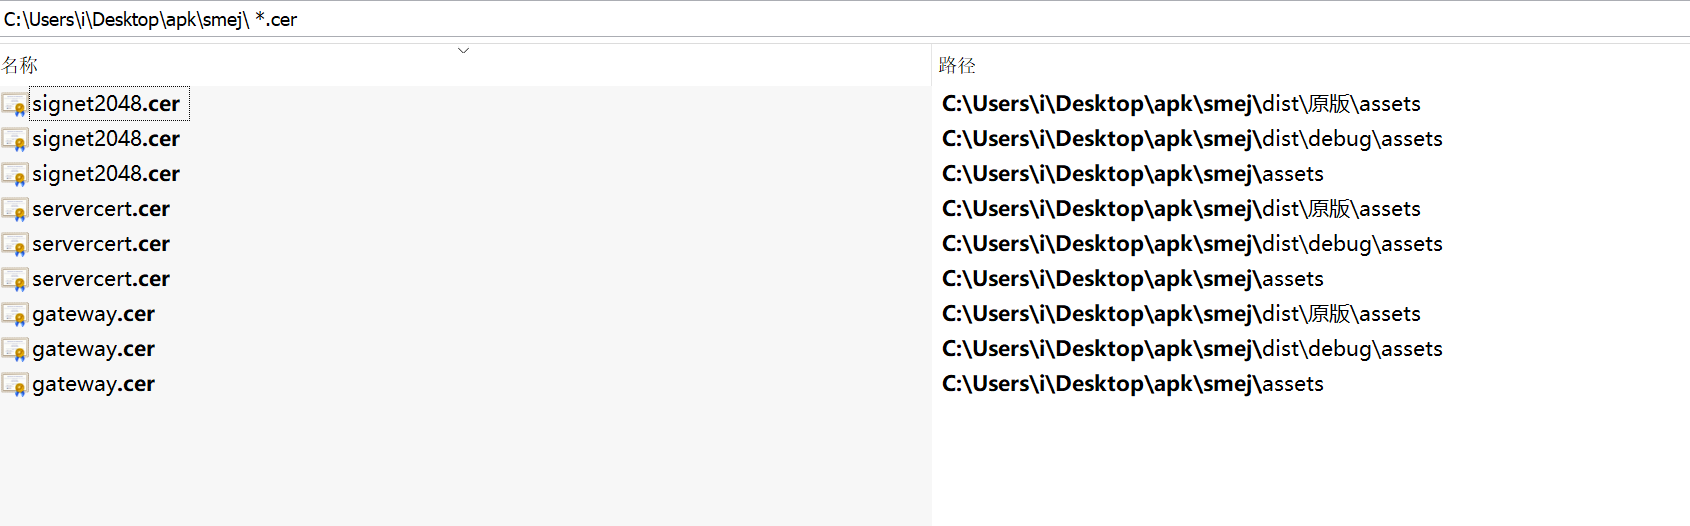 C:\Users\i\Desktop\apk\smej\ *.cer
名称 路径
signet2048.cer C:\Users\i\Desktop\apk\smej\dist\原版\assets
signet2048.cer C:\Users\i\Desktop\apk\smej\dist\debug\assets
signet2048.cer C:\Users\i\Desktop\apk\smej\assets
servercert.cer C:\Users\i\Desktop\apk\smej\dist\原版\assets
servercert.cer C:\Users\i\Desktop\apk\smej\dist\debug\assets
servercert.cer C:\Users\i\Desktop\apk\smej\assets
gateway.cer C:\Users\i\Desktop\apk\smej\dist\原版\assets
gateway.cer C:\Users\i\Desktop\apk\smej\dist\debug\assets
gateway.cer C:\Users\i\Desktop\apk\smej\assets